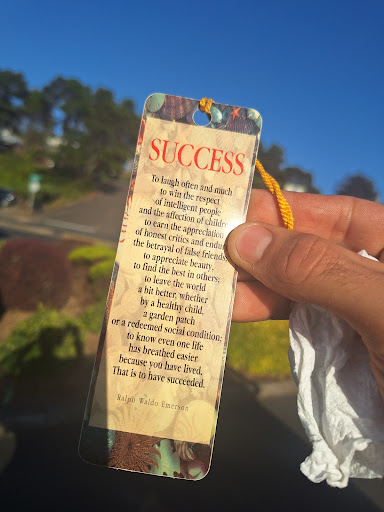 SUCCESS
To laugh often and much
to win the respect
of intelligent people
and the affection of children
to earn the appreciation
of honest critics and endure
the betrayal of false friends
to appreciate beauty,
to find the best in others;
to leave the world
a bit better, whether
by a healthy child,
a garden patch
or a redeemed social condition;
to know even one life
has breathed easier
because you have lived.
That is to have succeeded.
Ralph Waldo Emerson